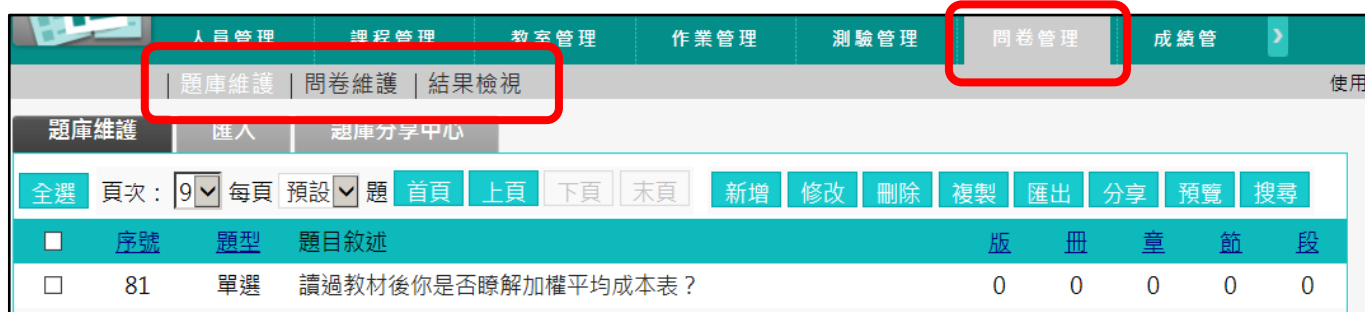 人員管理 課程管理 教室管理 作業管理 測驗管理 問卷管理 成績管
|題庫維護 |問卷維護 |結果檢視 使用
題庫維護 匯入 題庫分享中心
全選 頁次： 9 每頁 預設 題 首頁 上頁 下頁 末頁 新增 修改 刪除 複製 匯出 分享 預覽 搜尋
序號 題型 題目敘述 版 冊 章 節 段
81 單選 讀過教材後你是否瞭解加權平均成本表？ 0 0 0 0 0